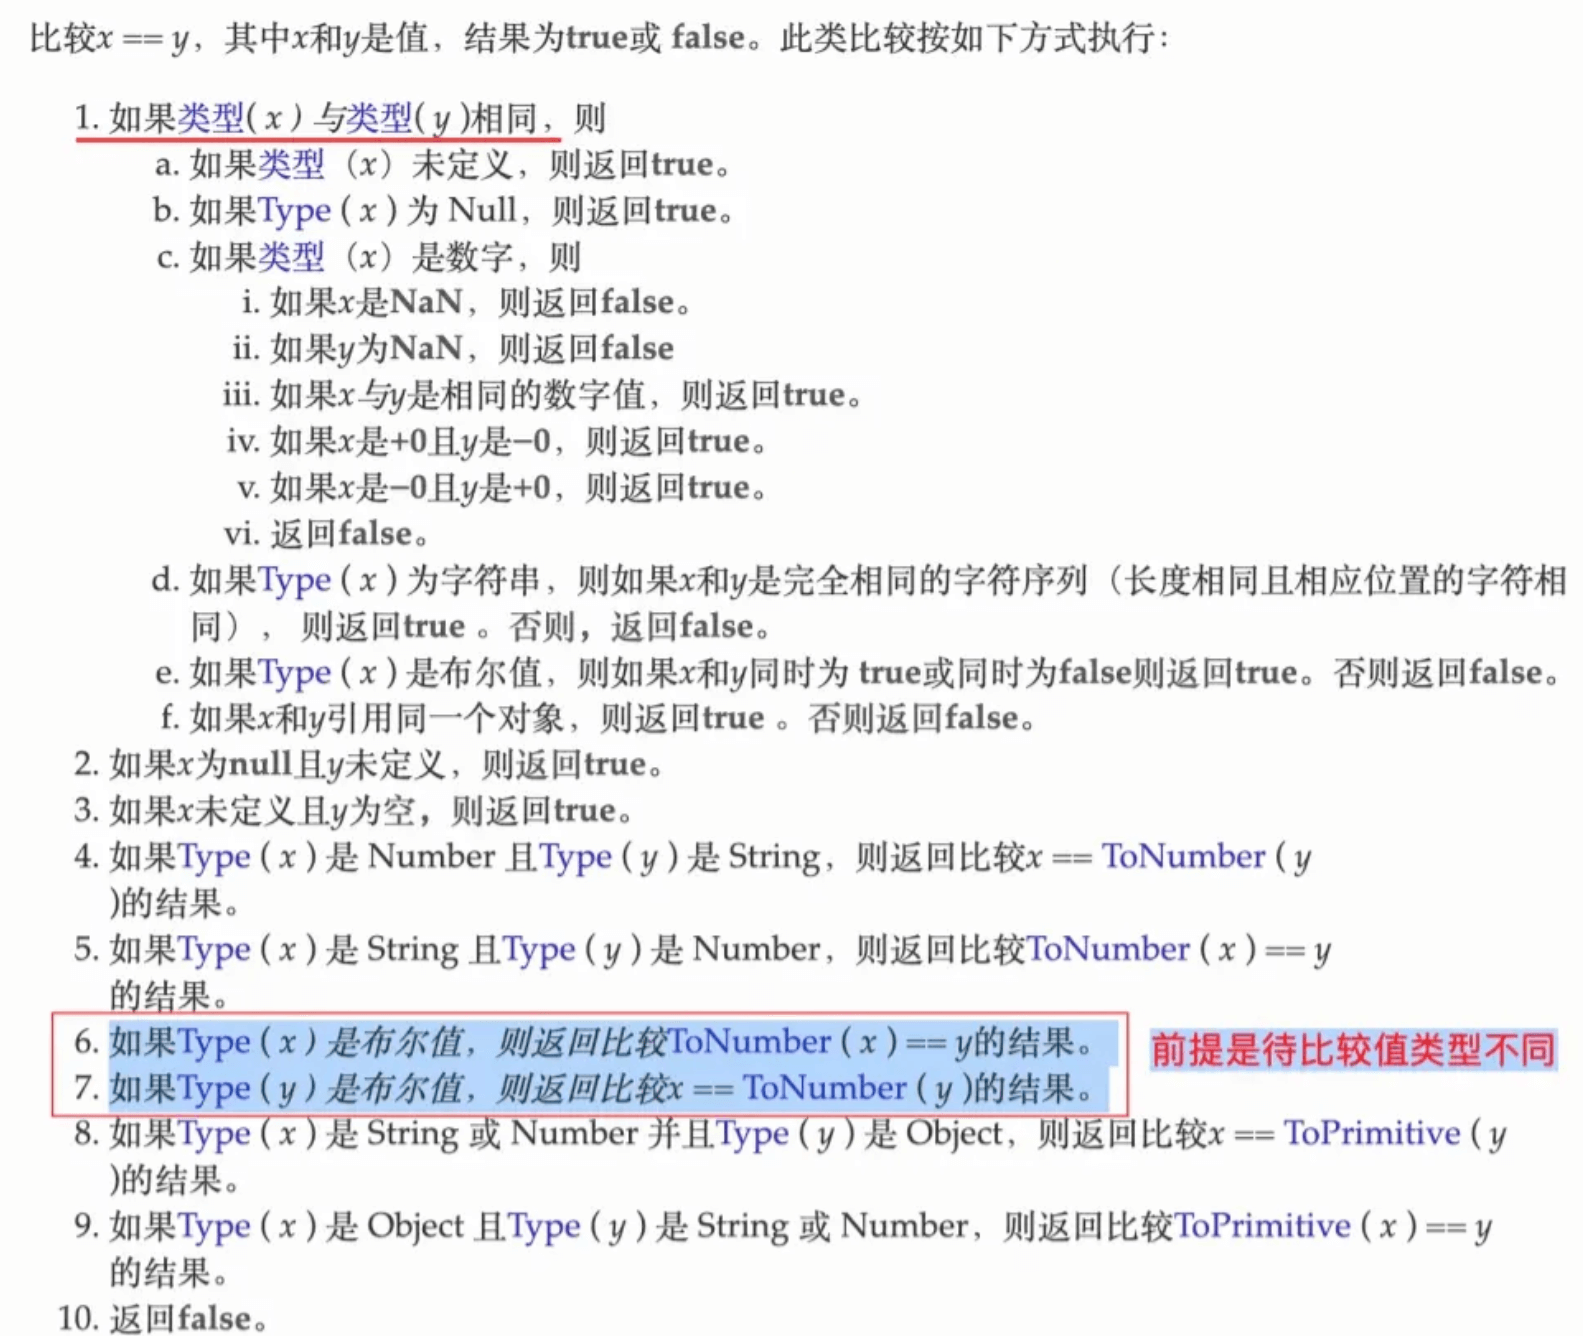 比较x == y，其中x和y是值，结果为true或 false。此类比较按如下方式执行：
1. 如果类型( x ) 与类型( y )相同，则
a. 如果类型（x）未定义，则返回true。
b. 如果Type ( x ) 为 Null，则返回true。
c. 如果类型（x）是数字，则
i. 如果x是NaN，则返回false。
ii. 如果y为NaN，则返回false
iii. 如果x与y是相同的数字值，则返回true。
iv. 如果x是+0且y是−0，则返回true。
v. 如果x是−0且y是+0，则返回true。
vi. 返回false。
d. 如果Type ( x ) 为字符串，则如果x和y是完全相同的字符序列（长度相同且相应位置的字符相
同），则返回true 。否则，返回false。
e. 如果Type ( x ) 是布尔值，则如果x和y同时为 true或同时为false则返回true。否则返回false。
f. 如果x和y引用同一个对象，则返回true 。否则返回false。
2. 如果x为null且y未定义，则返回true。
3. 如果x未定义且y为空，则返回true。
4. 如果Type ( x ) 是 Number 且Type ( y ) 是 String，则返回比较x == ToNumber ( y
)的结果。
5. 如果Type ( x ) 是 String 且Type ( y ) 是 Number，则返回比较ToNumber ( x ) == y
的结果。
6. 如果Type ( x ) 是布尔值，则返回比较ToNumber ( x ) == y的结果。 前提是待比较值类型不同
7. 如果Type ( y ) 是布尔值，则返回比较x == ToNumber ( y )的结果。
8. 如果Type ( x ) 是 String 或 Number 并且Type ( y ) 是 Object，则返回比较x == ToPrimitive ( y
)的结果。
9. 如果Type ( x ) 是 Object 且Type ( y ) 是 String 或 Number，则返回比较ToPrimitive ( x ) == y
的结果。
10. 返回false。